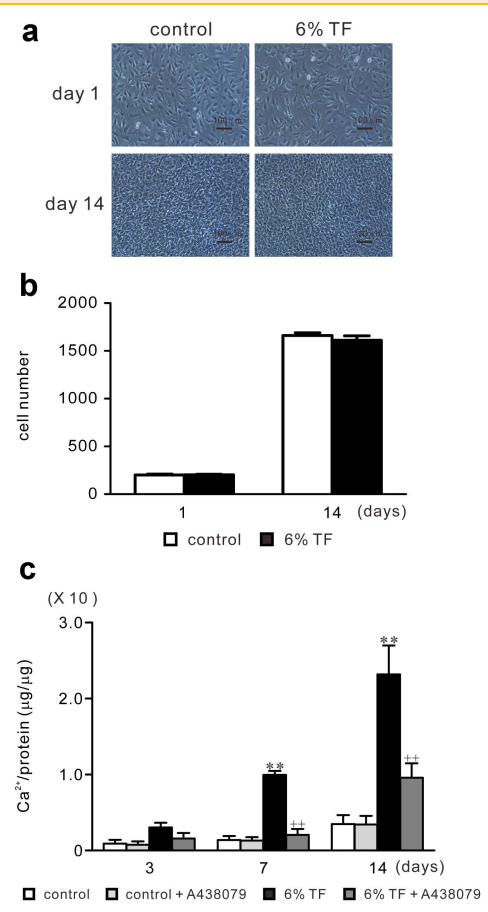 a
control 6% TF
day 1
100 μm
day 14
b
2000
1500
1000
500
0
cell number
1 14 (days)
control 6% TF
c
(X 10 )
3.0
2.0
1.0
0
Ca²⁺/protein (μg/μg)
**
++
**
++
3 7 14 (days)
control control + A438079 6% TF 6% TF + A438079